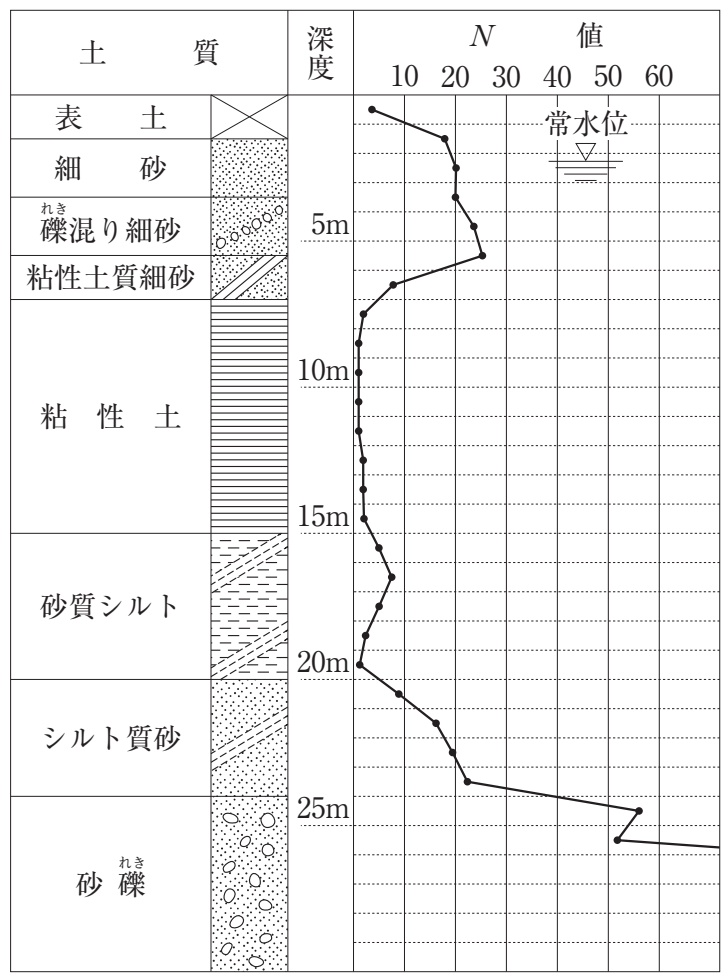 土 質
深度
N 値
10 20 30 40 50 60
表 土
常水位
細 砂
れき
礫混り細砂
5m
粘性土質細砂
10m
粘 性 土
15m
砂質シルト
20m
シルト質砂
25m
れき
砂 礫